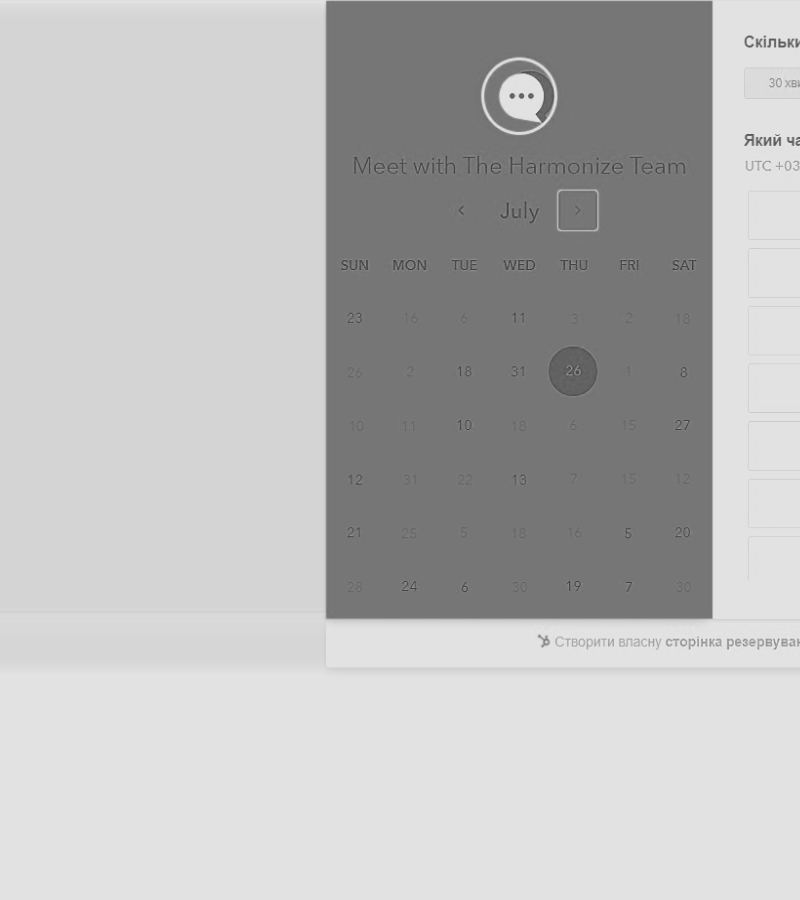 Meet with The Harmonize Team
July
SUN MON TUE WED THU FRI SAT
23 16 6 11 3 2 18
26 2 18 31 26 1 8
10 11 10 18 6 15 27
12 31 22 13 7 15 12
21 25 5 18 16 5 20
28 24 6 30 19 7 30
Скільки
30 хви
Який ча
UTC +03
Створити власну сторінка резервуван